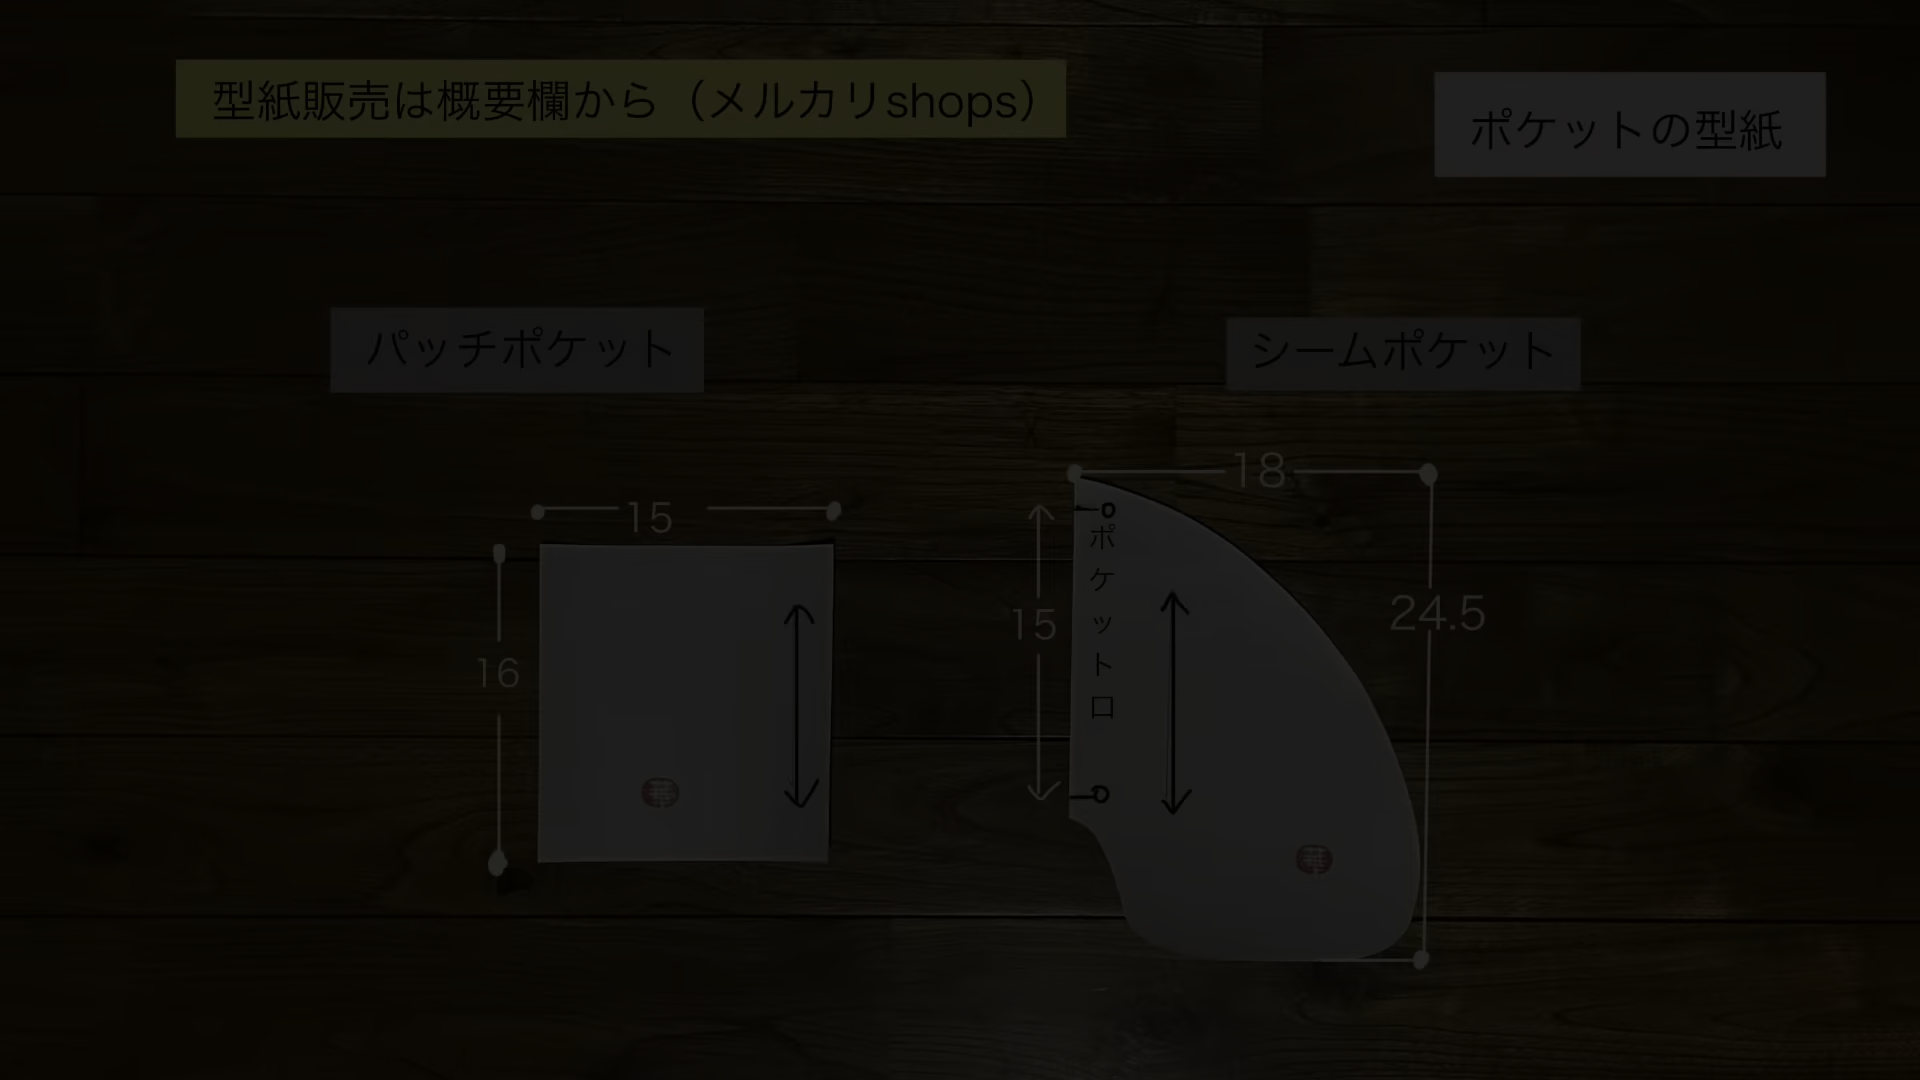 型紙販売は概要欄から（メルカリshops）
ポケットの型紙
パッチポケット
シームポケット
15
16
18
15
24.5
ポケット口